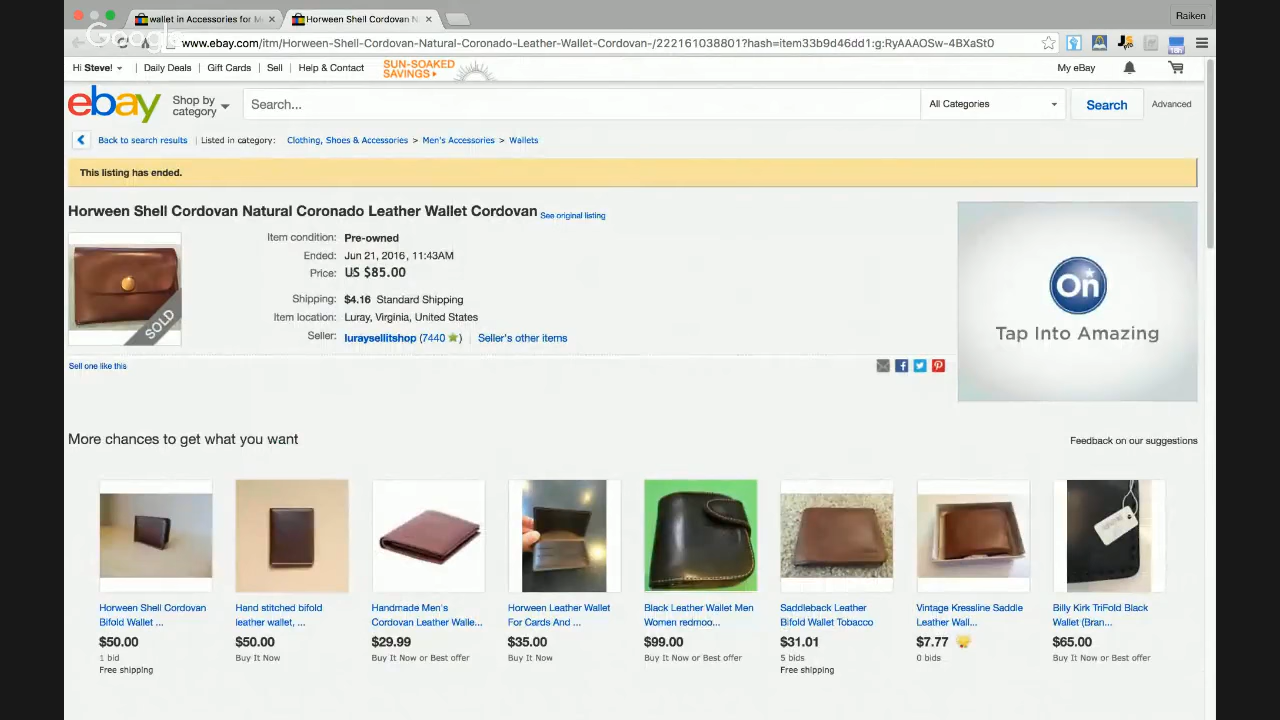 wallet in Accessories for M
Horween Shell Cordovan N
Raiken
Google
www.ebay.com/itm/Horween-Shell-Cordovan-Natural-Coronado-Leather-Wallet-Cordovan-/222161038801?hash=item33b9d46dd1:g:RyAAAOSw-4BXaSt0
Hi Steve! Daily Deals Gift Cards Sell Help & Contact SUN-SOAKED SAVINGS My eBay
ebay Shop by category Search... All Categories Search Advanced
Back to search results Listed in category: Clothing, Shoes & Accessories > Men's Accessories > Wallets
This listing has ended.
Horween Shell Cordovan Natural Coronado Leather Wallet Cordovan See original listing
SOLD
Item condition: Pre-owned
Ended: Jun 21, 2016, 11:43AM
Price: US $85.00
Shipping: $4.16 Standard Shipping
Item location: Luray, Virginia, United States
Seller: luraysellitshop (7440) Seller's other items
On
Tap Into Amazing
Sell one like this
More chances to get what you want
Feedback on our suggestions
Horween Shell Cordovan
Bifold Wallet ...
$50.00
1 bid
Free shipping
Hand stitched bifold
leather wallet, ...
$50.00
Buy It Now
Handmade Men's
Cordovan Leather Walle...
$29.99
Buy It Now or Best offer
Horween Leather Wallet
For Cards And ...
$35.00
Buy It Now
Black Leather Wallet Men
Women redmoo...
$99.00
Buy It Now or Best offer
Saddleback Leather
Bifold Wallet Tobacco
$31.01
5 bids
Free shipping
Vintage Kressline Saddle
Leather Wall...
$7.77
0 bids
Billy Kirk TriFold Black
Wallet (Bran...
$65.00
Buy It Now or Best offer